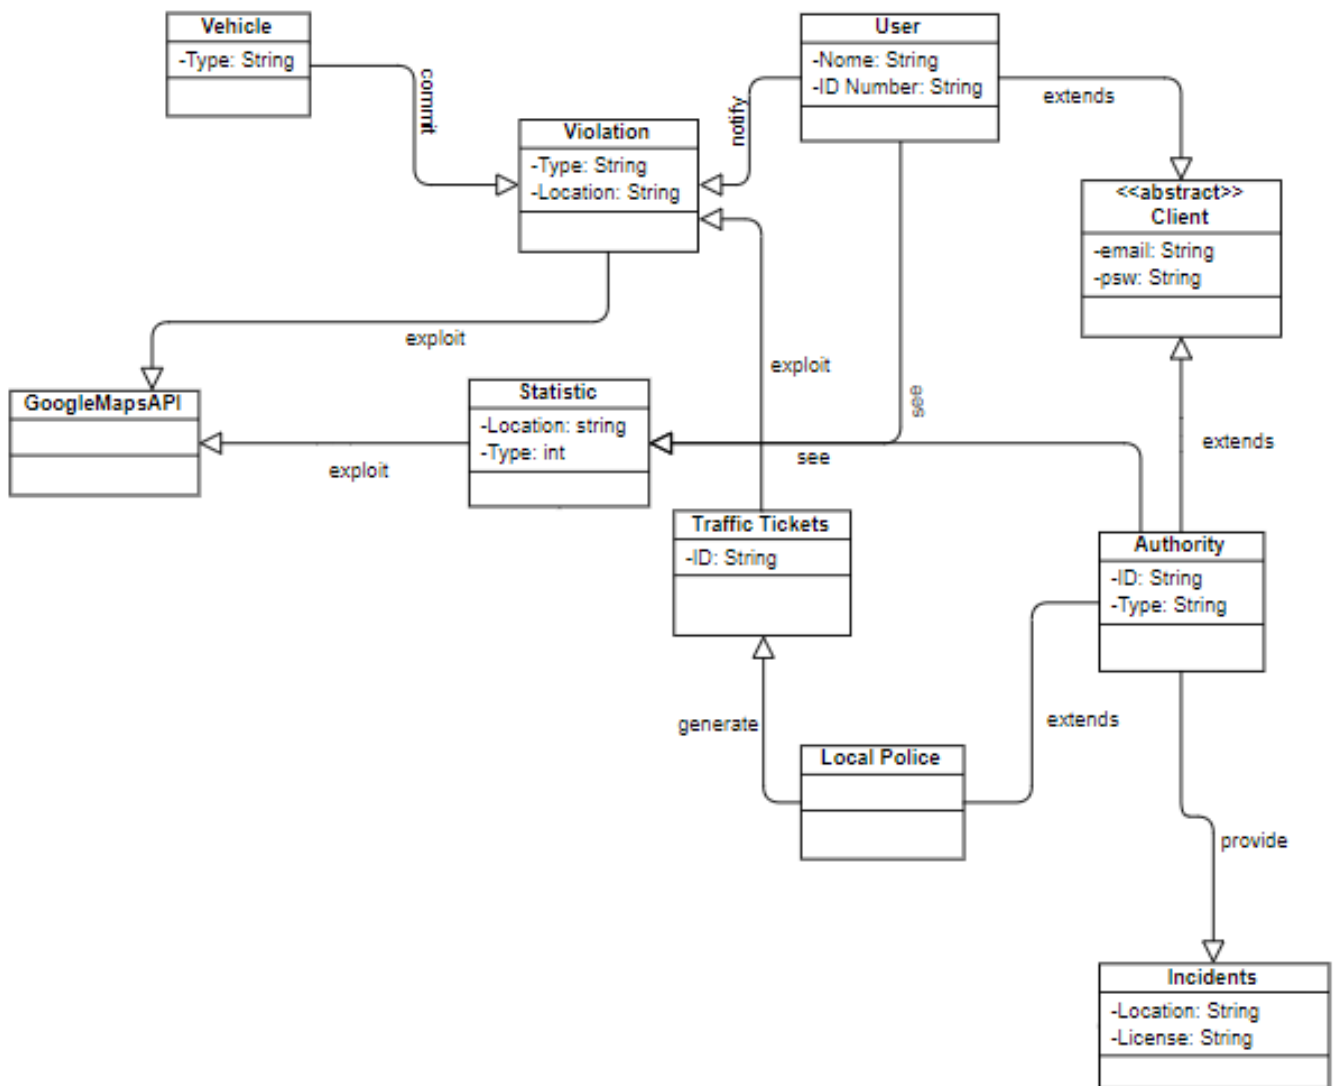 Vehicle
-Type: String
commit
User
-Nome: String
-ID Number: String
notify
extends
Violation
-Type: String
-Location: String
<<abstract>>
Client
-email: String
-psw: String
exploit
exploit
see
GoogleMapsAPI
Statistic
-Location: string
-Type: int
exploit
see
extends
Traffic Tickets
-ID: String
Authority
-ID: String
-Type: String
generate
extends
Local Police
provide
Incidents
-Location: String
-License: String